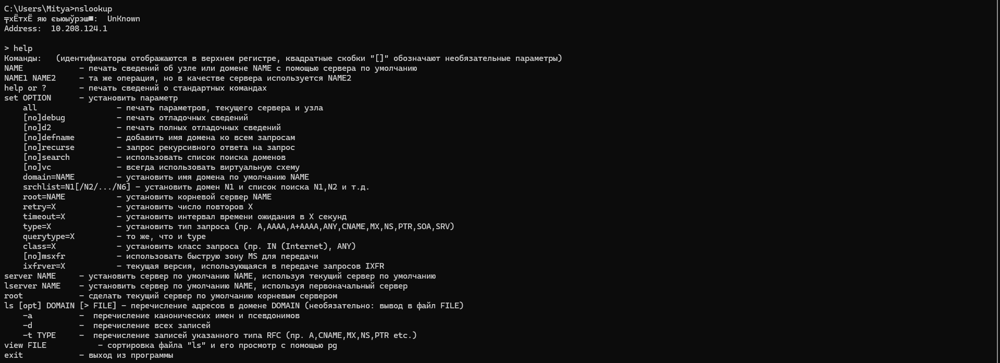 C:\Users\Mitya>nslookup
╤хЁтхЁ яю єьюыўрэш■:  UnKnown
Address:  10.208.124.1
> help
Команды:   (идентификаторы отображаются в верхнем регистре, квадратные скобки "[]" обозначают необязательные параметры)
NAME            - печать сведений об узле или домене NAME с помощью сервера по умолчанию
NAME1 NAME2     - та же операция, но в качестве сервера используется NAME2
help or ?       - печать сведений о стандартных командах
set OPTION      - установить параметр
    all                 - печать параметров, текущего сервера и узла
    [no]debug           - печать отладочных сведений
    [no]d2              - печать полных отладочных сведений
    [no]defname         - добавить имя домена ко всем запросам
    [no]recurse         - запрос рекурсивного ответа на запрос
    [no]search          - использовать список поиска доменов
    [no]vc              - всегда использовать виртуальную схему
    domain=NAME         - установить имя домена по умолчанию NAME
    srchlist=N1[/N2/.../N6] - установить домен N1 и список поиска N1,N2 и т.д.
    root=NAME           - установить корневой сервер NAME
    retry=X             - установить число повторов X
    timeout=X           - установить интервал времени ожидания в X секунд
    type=X              - установить тип запроса (пр. A,AAAA,A+AAAA,ANY,CNAME,MX,NS,PTR,SOA,SRV)
    querytype=X         - то же, что и type
    class=X             - установить класс запроса (пр. IN (Internet), ANY)
    [no]msxfr           - использовать быструю зону MS для передачи
    ixfrver=X           - текущая версия, использующаяся в передаче запросов IXFR
server NAME     - установить сервер по умолчанию NAME, используя текущий сервер по умолчанию
lserver NAME    - установить сервер по умолчанию NAME, используя первоначальный сервер
root            - сделать текущий сервер по умолчанию корневым сервером
ls [opt] DOMAIN [> FILE] - перечисление адресов в домене DOMAIN (необязательно: вывод в файл FILE)
    -a          -  перечисление канонических имен и псевдонимов
    -d          -  перечисление всех записей
    -t TYPE     -  перечисление записей указанного типа RFC (пр. A,CNAME,MX,NS,PTR etc.)
view FILE           - сортировка файла "ls" и его просмотр с помощью pg
exit            - выход из программы